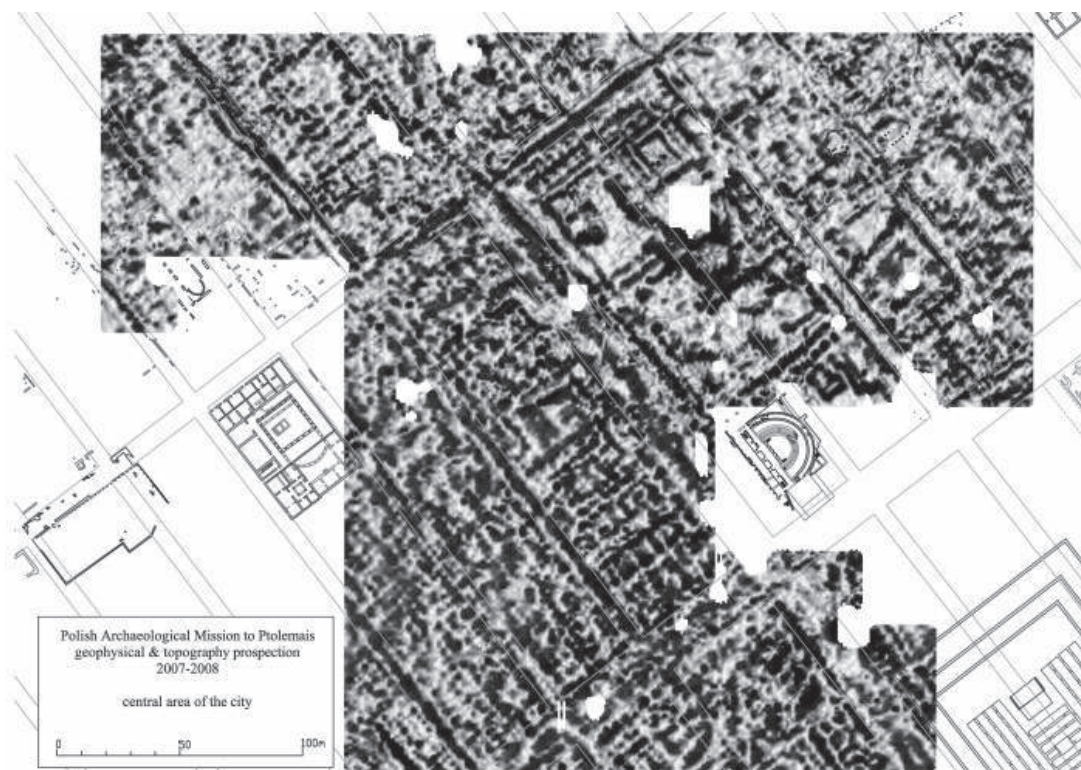 Polish Archaeological Mission to Ptolemais
geophysical & topography prospection
2007-2008
central area of the city
0 50 100m